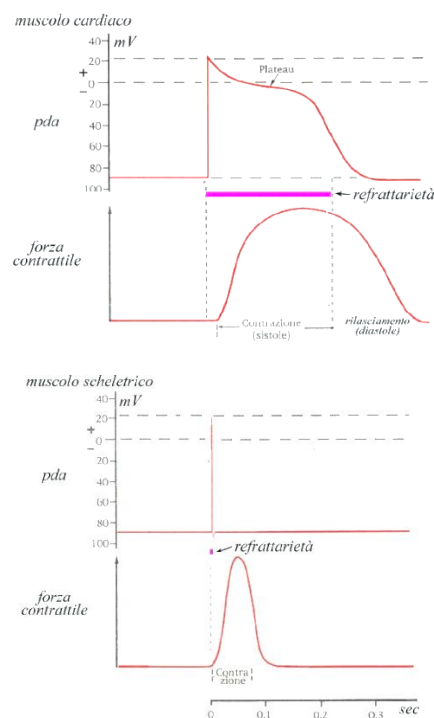 muscolo cardiaco
40 mV
20
+
0
−
Plateau
20
pda
40
60
80
100
refrattarietà
forza
contrattile
Contrazione
(sistole)
rilasciamento
(diastole)
muscolo scheletrico
40 mV
20
+
0
−
20
pda
40
60
80
100
refrattarietà
forza
contrattile
Contra
zione
0 0.1 0.2 0.3
sec